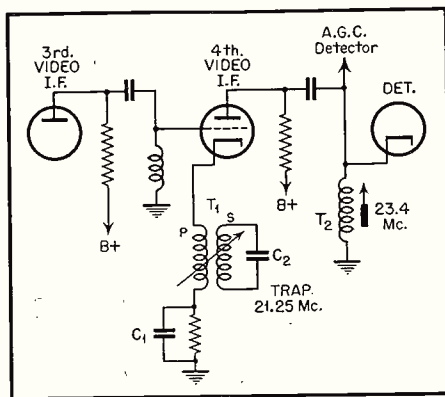 3rd.
VIDEO
I.F.
4th.
VIDEO
I.F.
A.G.C.
Detector
DET.
B+
B+
T1
P
S
C2
TRAP
21.25 Mc.
C1
T2
23.4
Mc.